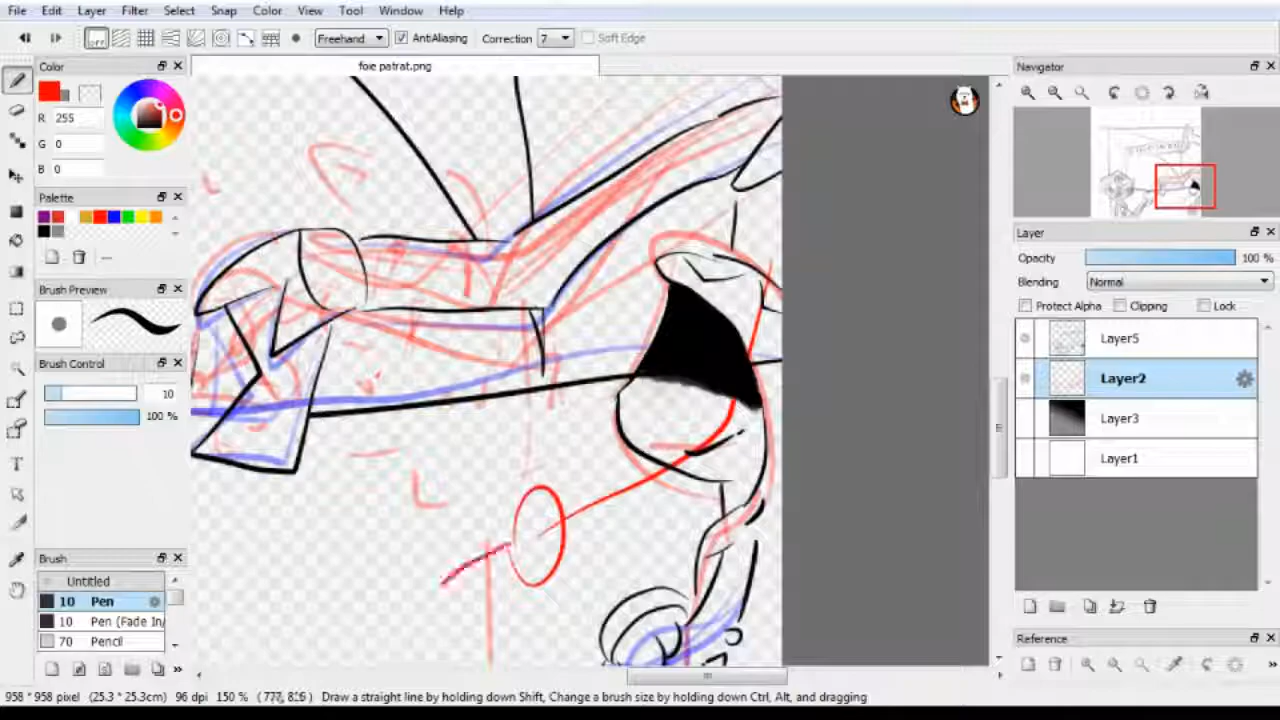 File Edit Layer Filter Select Snap Color View Tool Window Help
OFF Freehand AntiAliasing Correction 7 Soft Edge
Color
foie patrat.png
Navigator
R 255
G 0
B 0
Palette
Layer
Opacity 100 %
Blending Normal
Protect Alpha Clipping Lock
Brush Preview
Layer5
Brush Control
Layer2
10
100 %
Layer3
Layer1
Brush
Untitled
10 Pen
10 Pen (Fade In/
70 Pencil
Reference
958 * 958 pixel (25.3 * 25.3cm) 96 dpi 150 % ( 777, 826 ) Draw a straight line by holding down Shift, Change a brush size by holding down Ctrl, Alt, and dragging